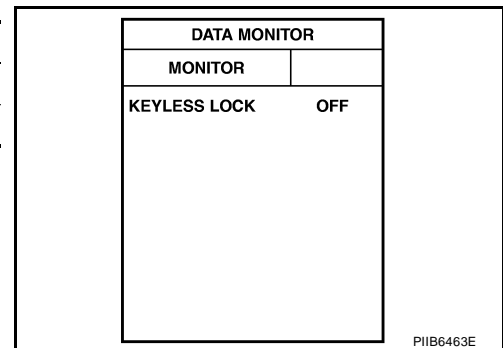 DATA MONITOR
MONITOR
KEYLESS LOCK OFF
PIIB6463E